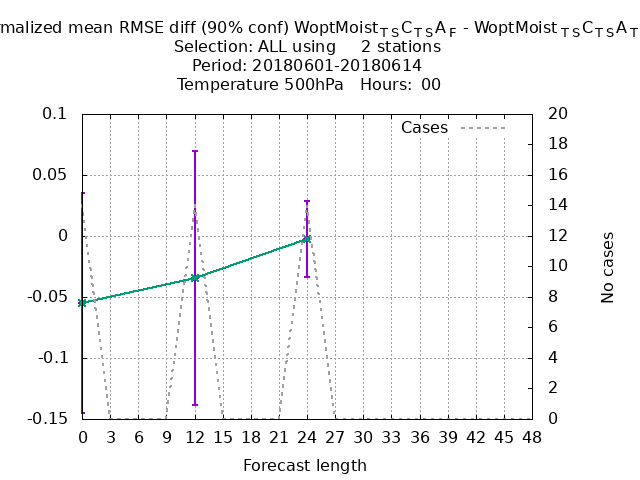 rmalized mean RMSE diff (90% conf) WoptMoistTSCTSAF - WoptMoistTSCTSAT
Selection: ALL using 2 stations
Period: 20180601-20180614
Temperature 500hPa Hours: 00
0.1
0.05
0
-0.05
-0.1
-0.15
20
18
16
14
12
10
8
6
4
2
0
Cases
No cases
0 3 6 9 12 15 18 21 24 27 30 33 36 39 42 45 48
Forecast length